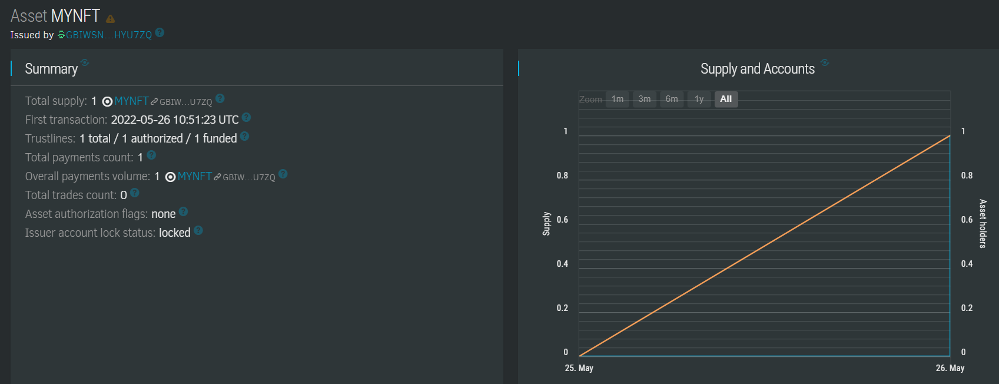 Asset MYNFT
Issued by GBIWSN...HYU7ZQ ?
Summary
Total supply: 1 MYNFT GBIW...U7ZQ ?
First transaction: 2022-05-26 10:51:23 UTC ?
Trustlines: 1 total / 1 authorized / 1 funded ?
Total payments count: 1 ?
Overall payments volume: 1 MYNFT GBIW...U7ZQ ?
Total trades count: 0 ?
Asset authorization flags: none ?
Issuer account lock status: locked ?
Supply and Accounts
Zoom 1m 3m 6m 1y All
1 1
0.8 0.8
0.6 0.6
0.4 0.4
0.2 0.2
0 0
Supply
Asset holders
25. May 26. May